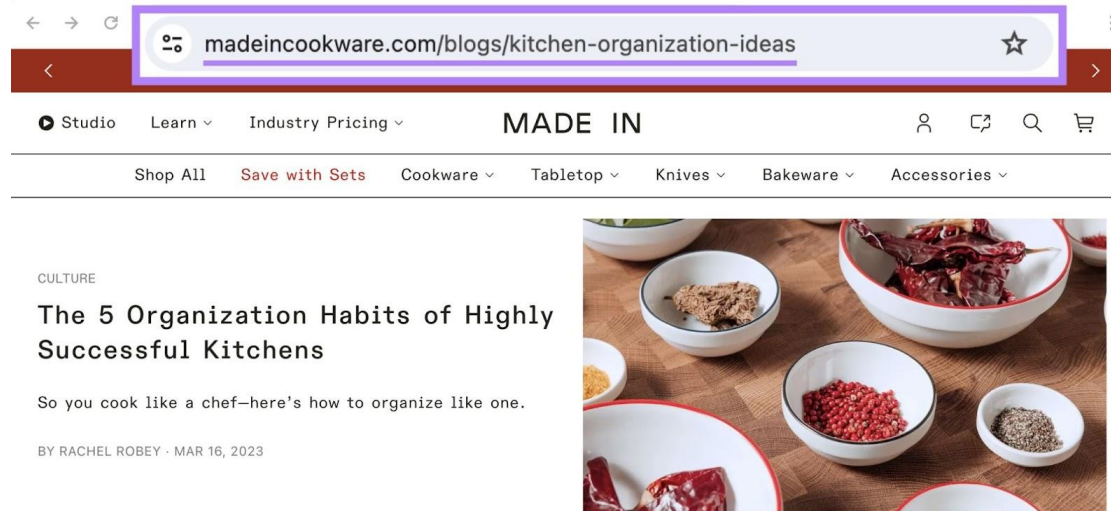 madeincookware.com/blogs/kitchen-organization-ideas
Studio Learn Industry Pricing MADE IN
Shop All Save with Sets Cookware Tabletop Knives Bakeware Accessories
CULTURE
The 5 Organization Habits of Highly
Successful Kitchens
So you cook like a chef—here's how to organize like one.
BY RACHEL ROBEY · MAR 16, 2023